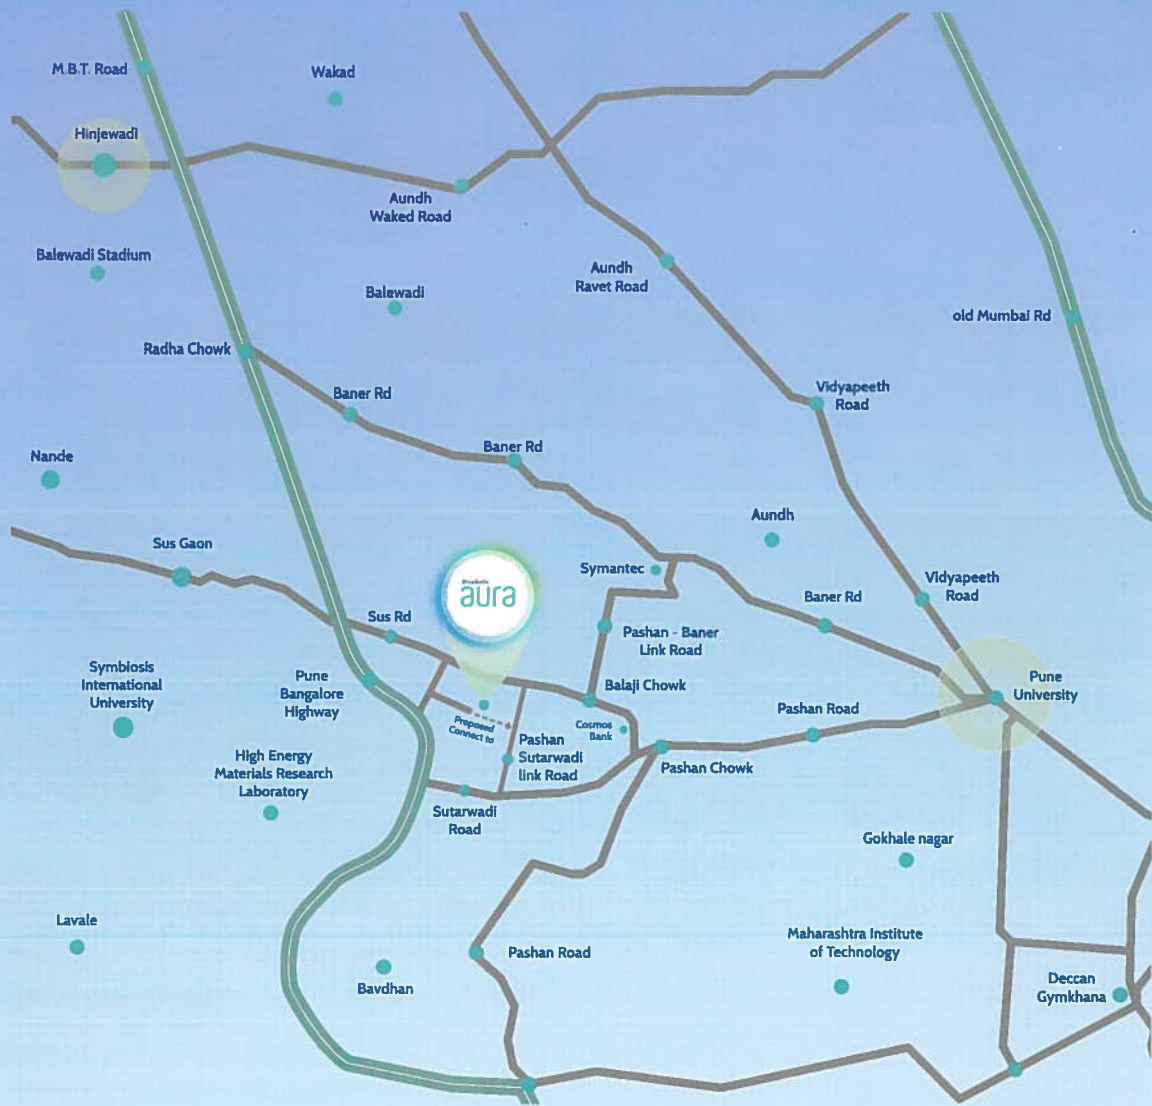 M.B.T. Road
Wakad
Hinjewadi
Aundh
Waked Road
Balewadi Stadium
Balewadi
Aundh
Ravet Road
old Mumbai Rd
Radha Chowk
Baner Rd
Vidyapeeth
Road
Baner Rd
Nande
Aundh
Sus Gaon
Symantec
aura
Vidyapeeth
Road
Baner Rd
Sus Rd
Pashan - Baner
Link Road
Symbiosis
International
University
Pune
Bangalore
Highway
Balaji Chowk
Pune
University
Pashan Road
Proposed
Connect to
Cosmos
Bank
Pashan
Sutarwadi
link Road
Pashan Chowk
High Energy
Materials Research
Laboratory
Sutarwadi
Road
Gokhale nagar
Lavale
Maharashtra Institute
of Technology
Pashan Road
Bavdhan
Deccan
Gymkhana